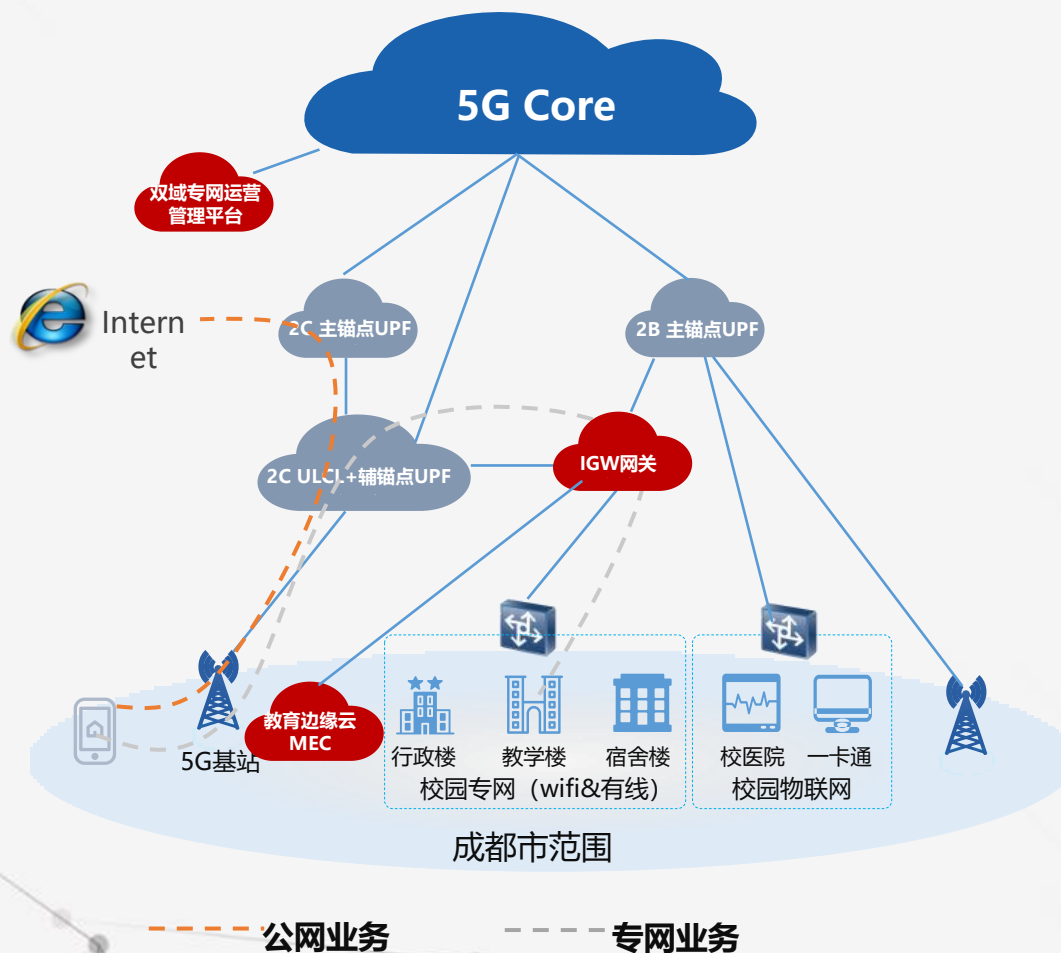 5G Core
双域专网运营
管理平台
Intern
et
2C 主锚点UPF
2B 主锚点UPF
2C ULCL+辅锚点UPF
IGW网关
5G基站
教育边缘云
MEC
行政楼
教学楼
宿舍楼
校园专网（wifi&有线）
校医院
一卡通
校园物联网
成都市范围
公网业务
专网业务